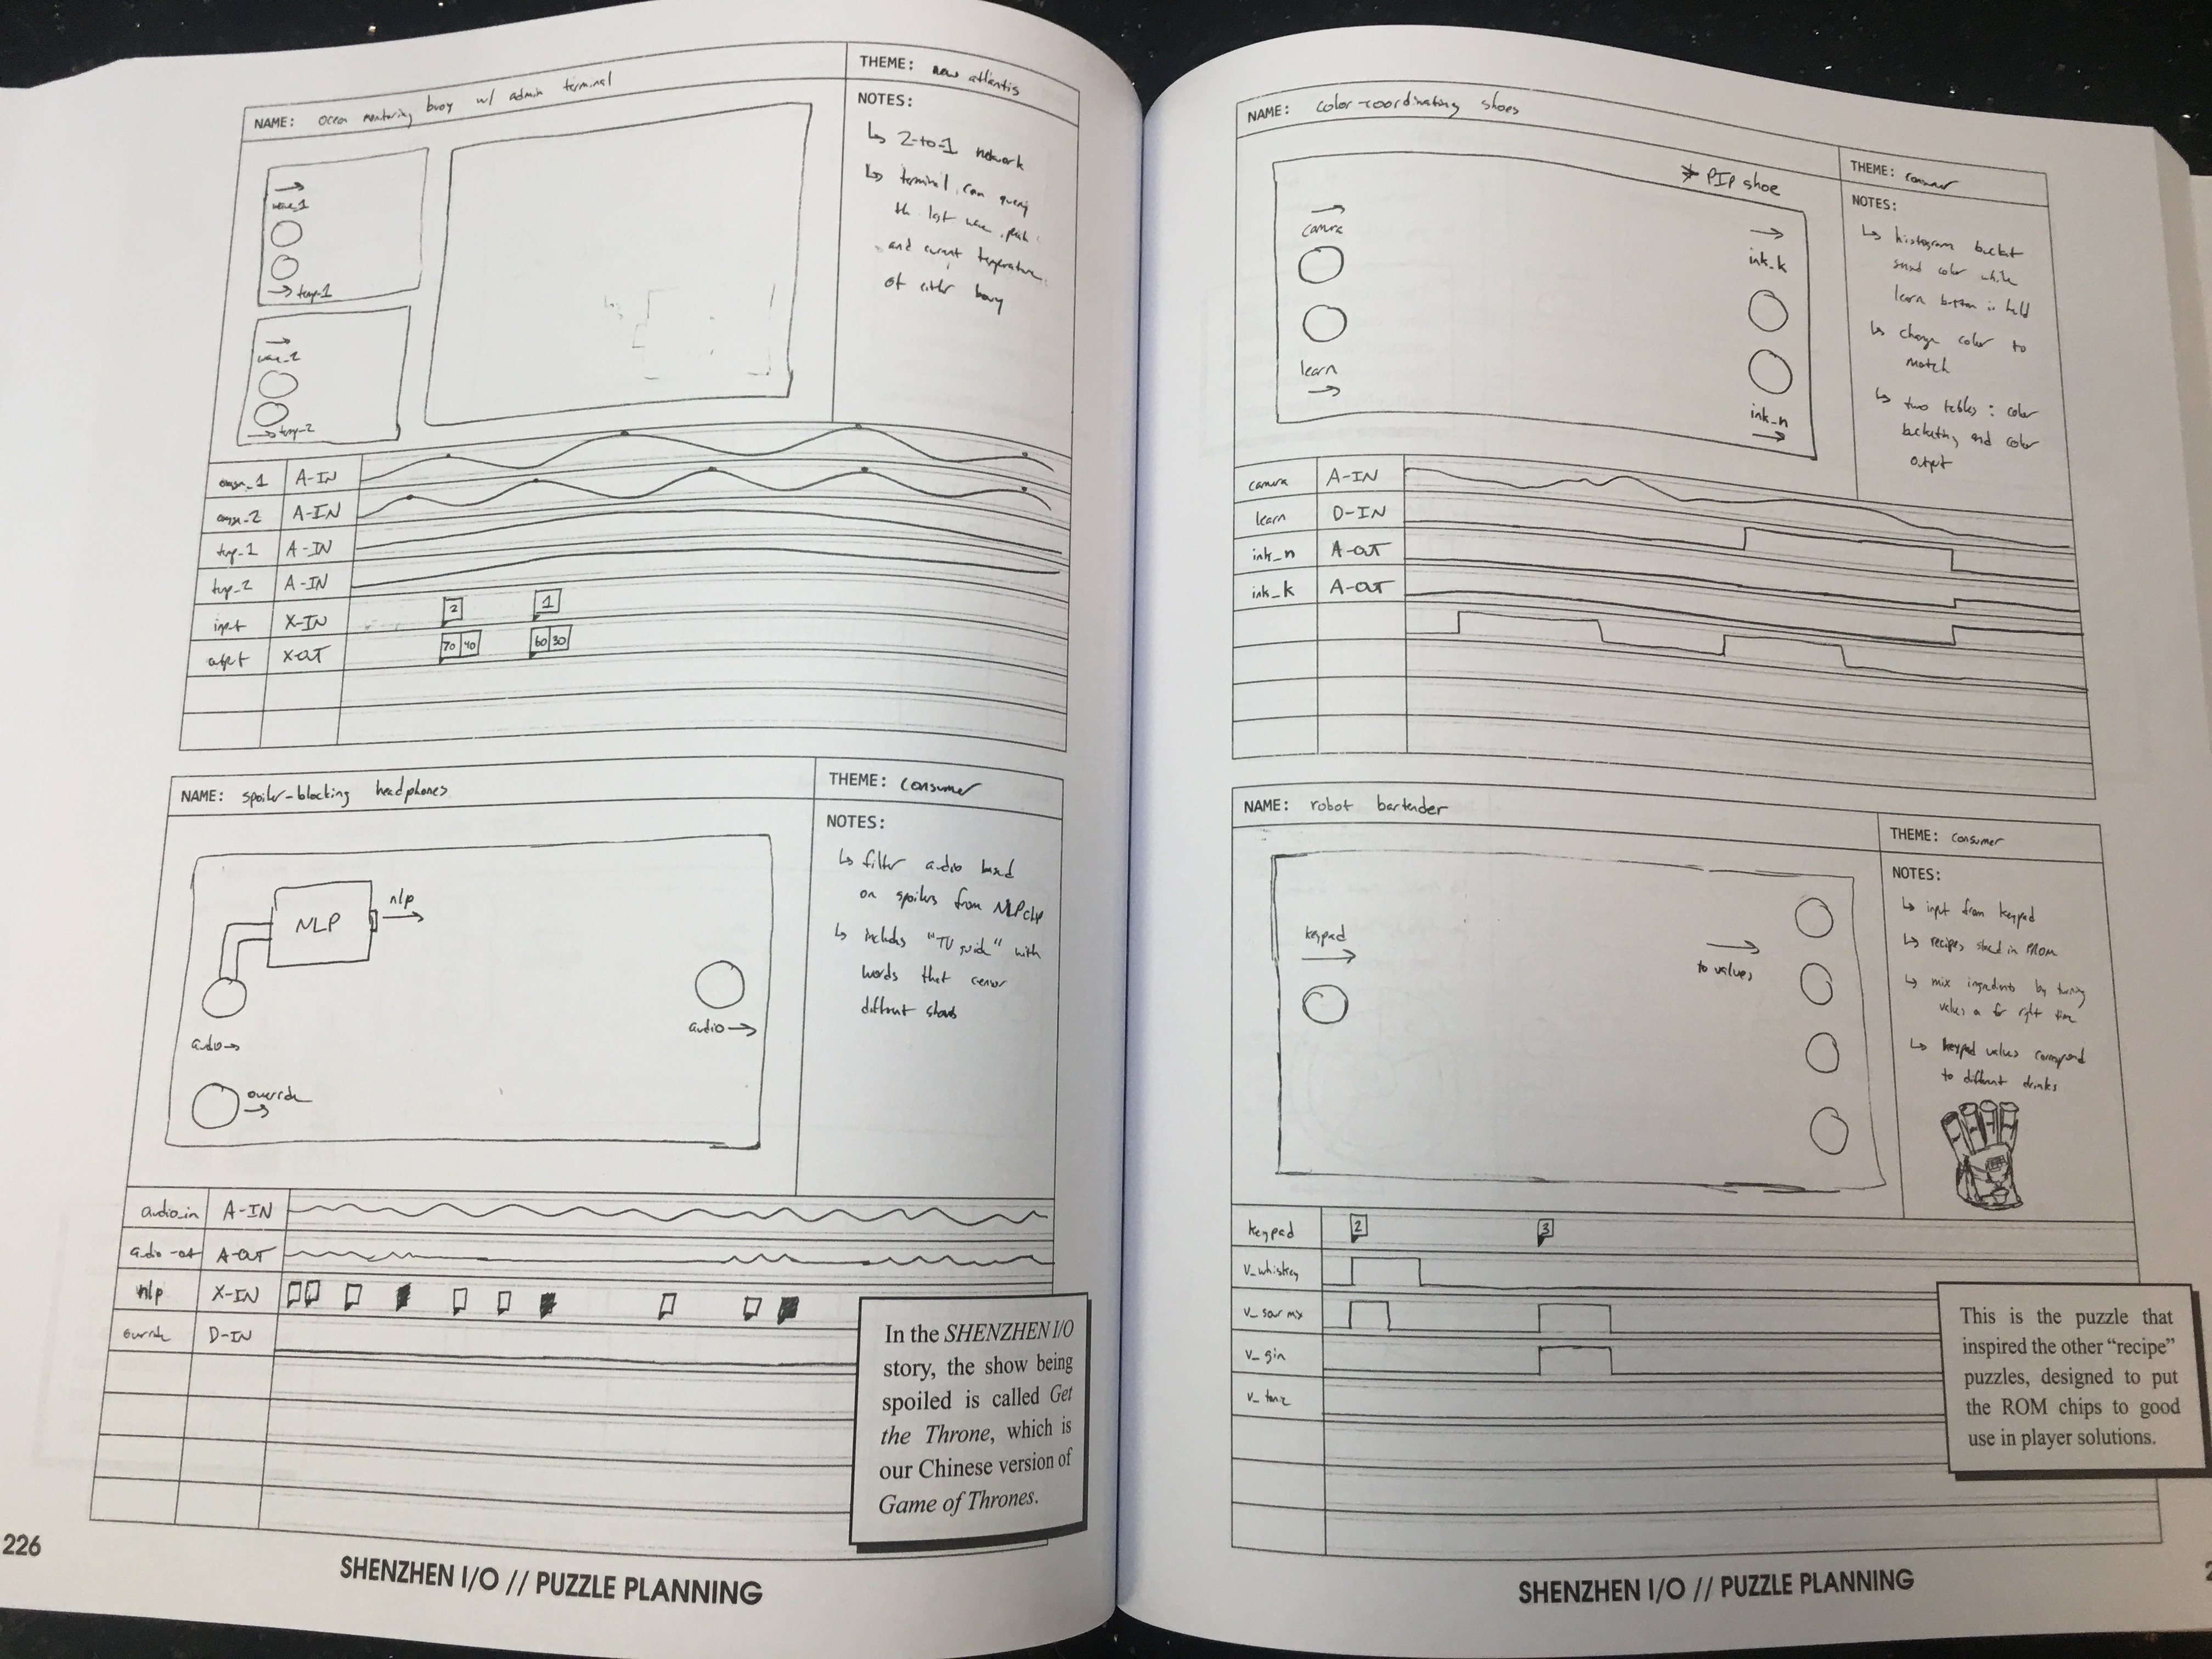 NAME: ocean monitoring buoy w/ admin terminal
THEME: new atlantis
NOTES:
↳ 2-to-1 network
↳ terminal can query
th last wave peak
and current temperature
of either buoy
→
wave_1
→ temp_1
→
wave_2
→ temp_2
A-IN
A-IN
temp_1 A-IN
temp_2 A-IN
input X-IN 2 1
output X-OUT 70 40 60 30
NAME: spoiler-blocking headphones
THEME: consumer
NOTES:
↳ filter audio based
on spoilers from NLP chip
↳ includes "TV guide" with
words that censor
different shows
NLP
nlp
→
audio →
override
→
audio →
audio_in A-IN
audio-out A-OUT
nlp X-IN
override D-IN
In the SHENZHEN I/O
story, the show being
spoiled is called Get
the Throne, which is
our Chinese version of
Game of Thrones.
226
SHENZHEN I/O // PUZZLE PLANNING
NAME: color-coordinating shoes
THEME: consumer
NOTES:
↳ histogram bucket
color while
learn button is held
↳ change color to
match
↳ two tables: color
bucketing and color
output
* PIP shoe
→
camera
learn
→
→
ink_k
ink_n
→
camera A-IN
learn D-IN
ink_n A-OUT
ink_k A-OUT
NAME: robot bartender
THEME: consumer
NOTES:
↳ input from keypad
↳ recipes stored in PROM
↳ mix ingredients by turning
valves on for right time
↳ keypad values correspond
to different drinks
keypad
→
→
to valves
keypad 2 3
v_whiskey
v_sour mix
v_gin
v_tonic
This is the puzzle that
inspired the other “recipe”
puzzles, designed to put
the ROM chips to good
use in player solutions.
SHENZHEN I/O // PUZZLE PLANNING
2